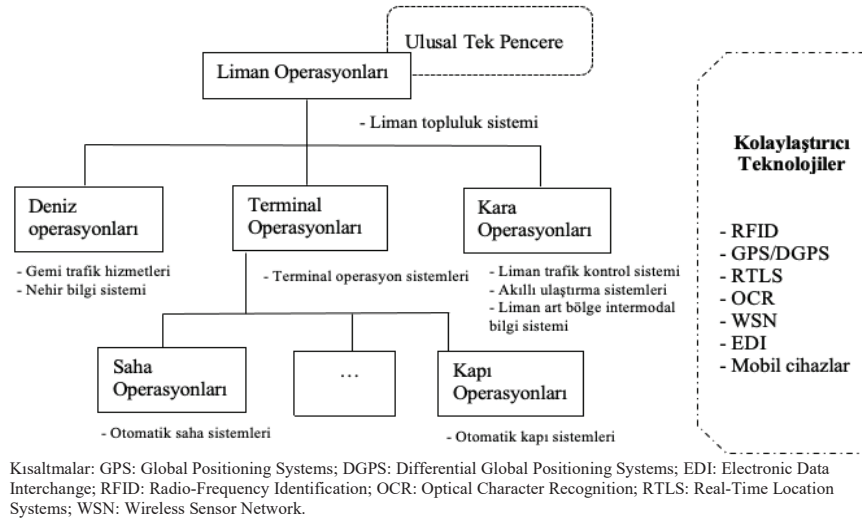 Ulusal Tek Pencere
Liman Operasyonları
- Liman topluluk sistemi
Deniz
operasyonları
- Gemi trafik hizmetleri
- Nehir bilgi sistemi
Terminal
Operasyonları
- Terminal operasyon sistemleri
Kara
Operasyonları
- Liman trafik kontrol sistemi
- Akıllı ulaştırma sistemleri
- Liman art bölge intermodal
bilgi sistemi
Saha
Operasyonları
- Otomatik saha sistemleri
…
Kapı
Operasyonları
- Otomatik kapı sistemleri
Kolaylaştırıcı
Teknolojiler
- RFID
- GPS/DGPS
- RTLS
- OCR
- WSN
- EDI
- Mobil cihazlar
Kısaltmalar: GPS: Global Positioning Systems; DGPS: Differential Global Positioning Systems; EDI: Electronic Data
Interchange; RFID: Radio-Frequency Identification; OCR: Optical Character Recognition; RTLS: Real-Time Location
Systems; WSN: Wireless Sensor Network.